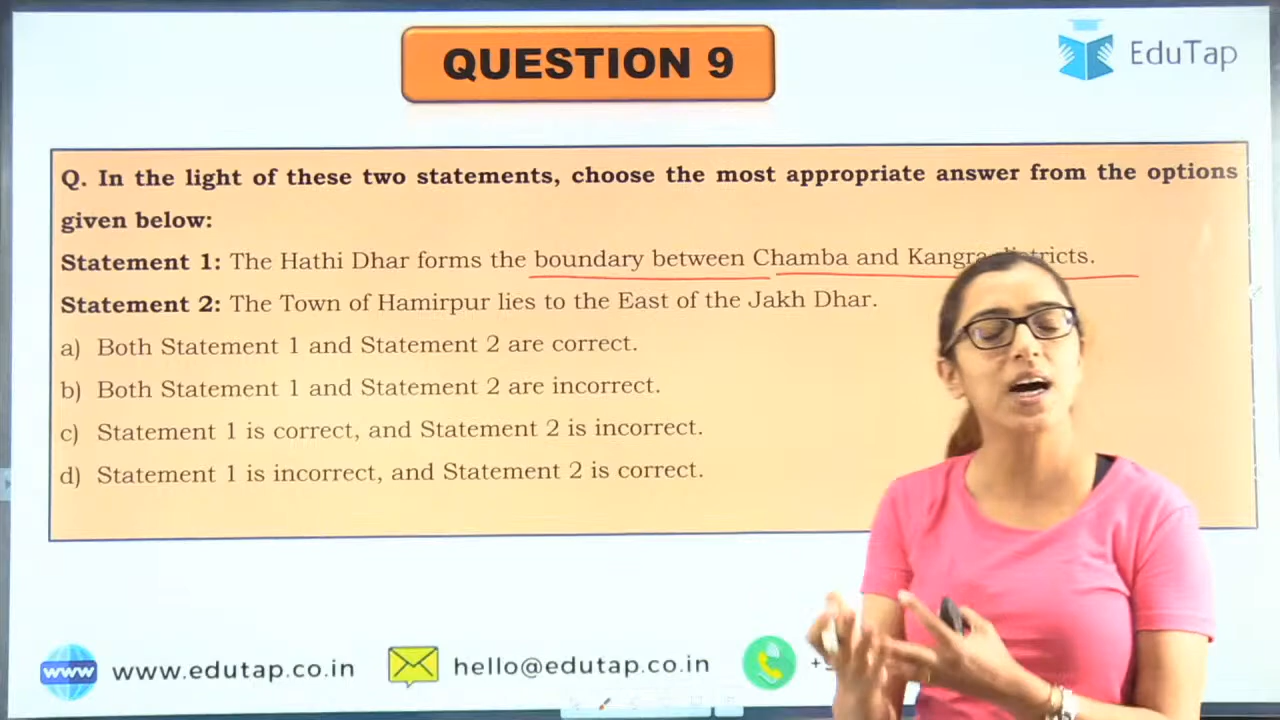 QUESTION 9
EduTap
Q. In the light of these two statements, choose the most appropriate answer from the options
given below:
Statement 1: The Hathi Dhar forms the boundary between Chamba and Kangra districts.
Statement 2: The Town of Hamirpur lies to the East of the Jakh Dhar.
a) Both Statement 1 and Statement 2 are correct.
b) Both Statement 1 and Statement 2 are incorrect.
c) Statement 1 is correct, and Statement 2 is incorrect.
d) Statement 1 is incorrect, and Statement 2 is correct.
www www.edutap.co.in hello@edutap.co.in